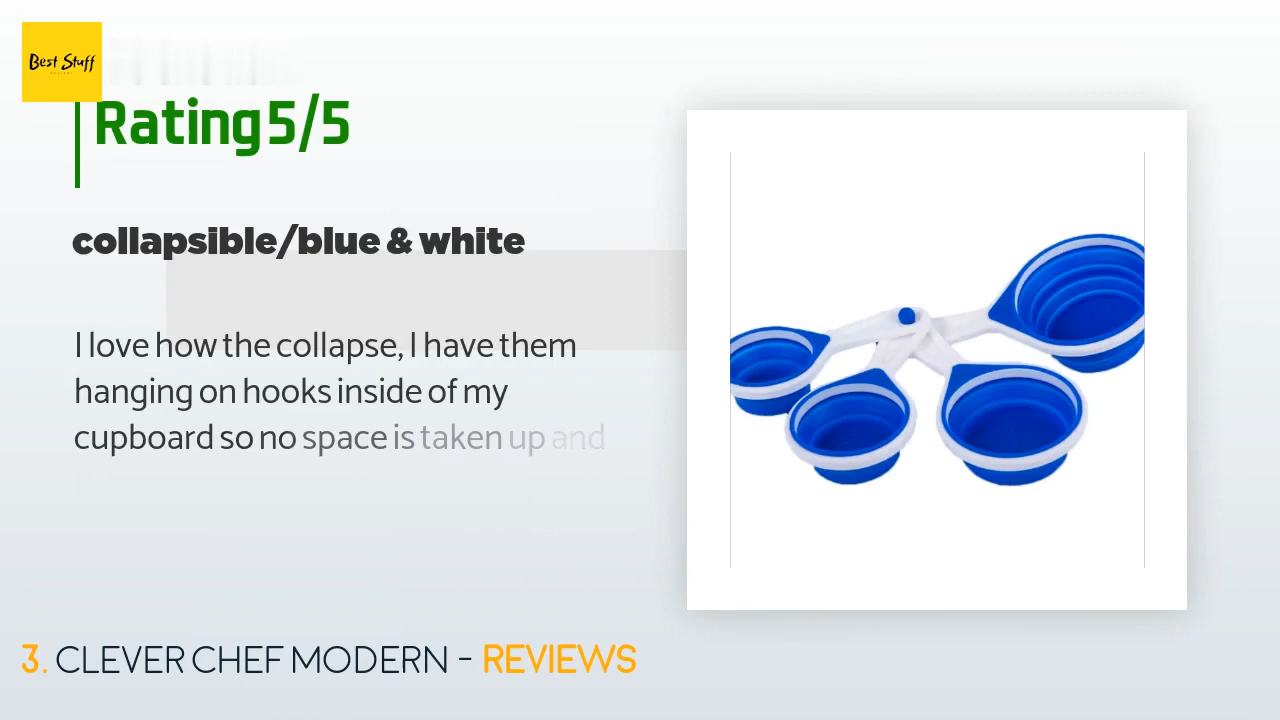 Best Stuff
Rating 5/5
collapsible/blue & white
I love how the collapse, I have them
hanging on hooks inside of my
cupboard so no space is taken up and
3. CLEVER CHEF MODERN - REVIEWS